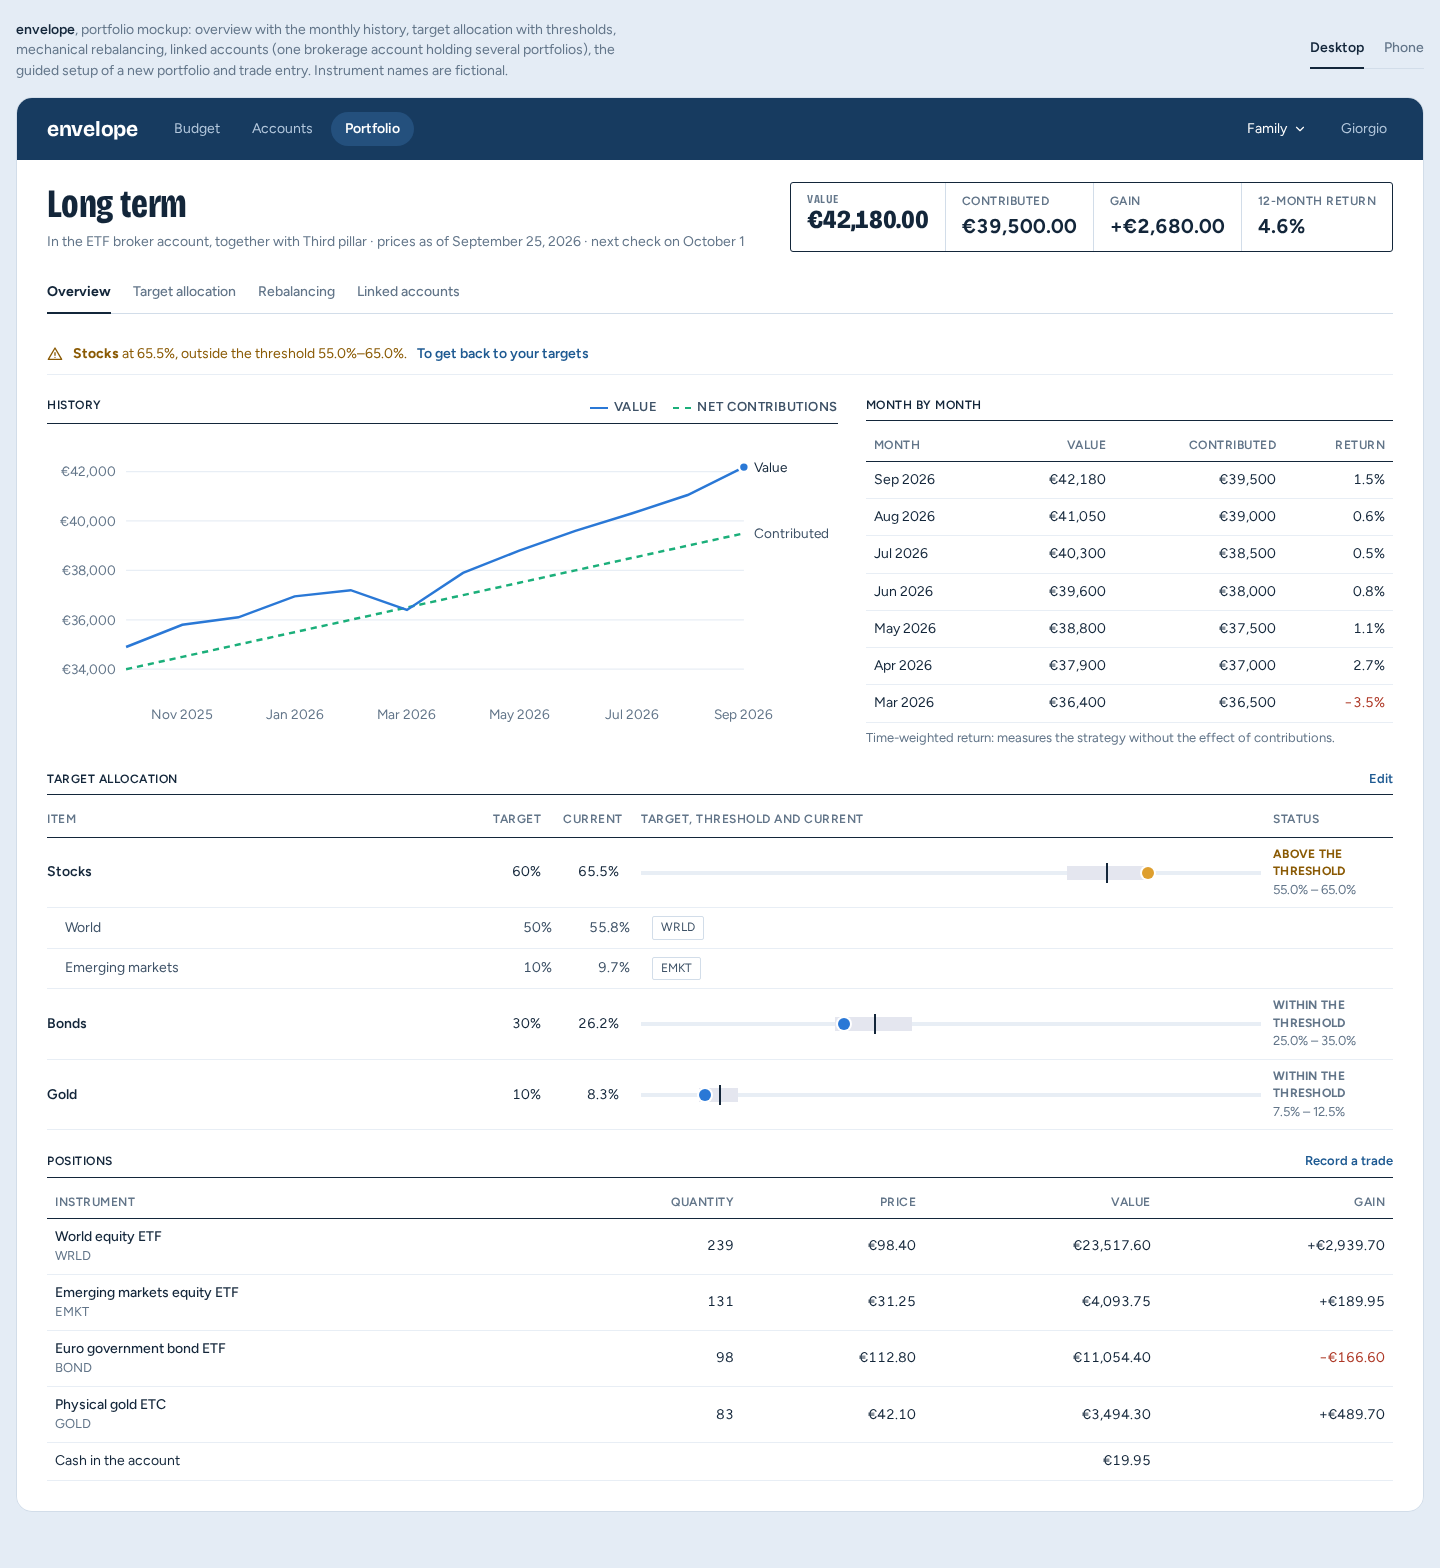 envelope, portfolio mockup: overview with the monthly history, target allocation with thresholds,
mechanical rebalancing, linked accounts (one brokerage account holding several portfolios), the
guided setup of a new portfolio and trade entry. Instrument names are fictional.
Desktop Phone
envelope Budget Accounts Portfolio Family Giorgio
Long term
In the ETF broker account, together with Third pillar · prices as of September 25, 2026 · next check on October 1
VALUE CONTRIBUTED GAIN 12-MONTH RETURN
€42,180.00 €39,500.00 +€2,680.00 4.6%
Overview Target allocation Rebalancing Linked accounts
Stocks at 65.5%, outside the threshold 55.0%–65.0%. To get back to your targets
HISTORY
VALUE NET CONTRIBUTIONS
€42,000
€40,000
€38,000
€36,000
€34,000
Value
Contributed
Nov 2025 Jan 2026 Mar 2026 May 2026 Jul 2026 Sep 2026
MONTH BY MONTH
MONTH VALUE CONTRIBUTED RETURN
Sep 2026 €42,180 €39,500 1.5%
Aug 2026 €41,050 €39,000 0.6%
Jul 2026 €40,300 €38,500 0.5%
Jun 2026 €39,600 €38,000 0.8%
May 2026 €38,800 €37,500 1.1%
Apr 2026 €37,900 €37,000 2.7%
Mar 2026 €36,400 €36,500 −3.5%
Time-weighted return: measures the strategy without the effect of contributions.
TARGET ALLOCATION Edit
ITEM TARGET CURRENT TARGET, THRESHOLD AND CURRENT STATUS
Stocks 60% 65.5% ABOVE THE
THRESHOLD
55.0% – 65.0%
World 50% 55.8% WRLD
Emerging markets 10% 9.7% EMKT
Bonds 30% 26.2% WITHIN THE
THRESHOLD
25.0% – 35.0%
Gold 10% 8.3% WITHIN THE
THRESHOLD
7.5% – 12.5%
POSITIONS Record a trade
INSTRUMENT QUANTITY PRICE VALUE GAIN
World equity ETF
WRLD
239 €98.40 €23,517.60 +€2,939.70
Emerging markets equity ETF
EMKT
131 €31.25 €4,093.75 +€189.95
Euro government bond ETF
BOND
98 €112.80 €11,054.40 −€166.60
Physical gold ETC
GOLD
83 €42.10 €3,494.30 +€489.70
Cash in the account €19.95